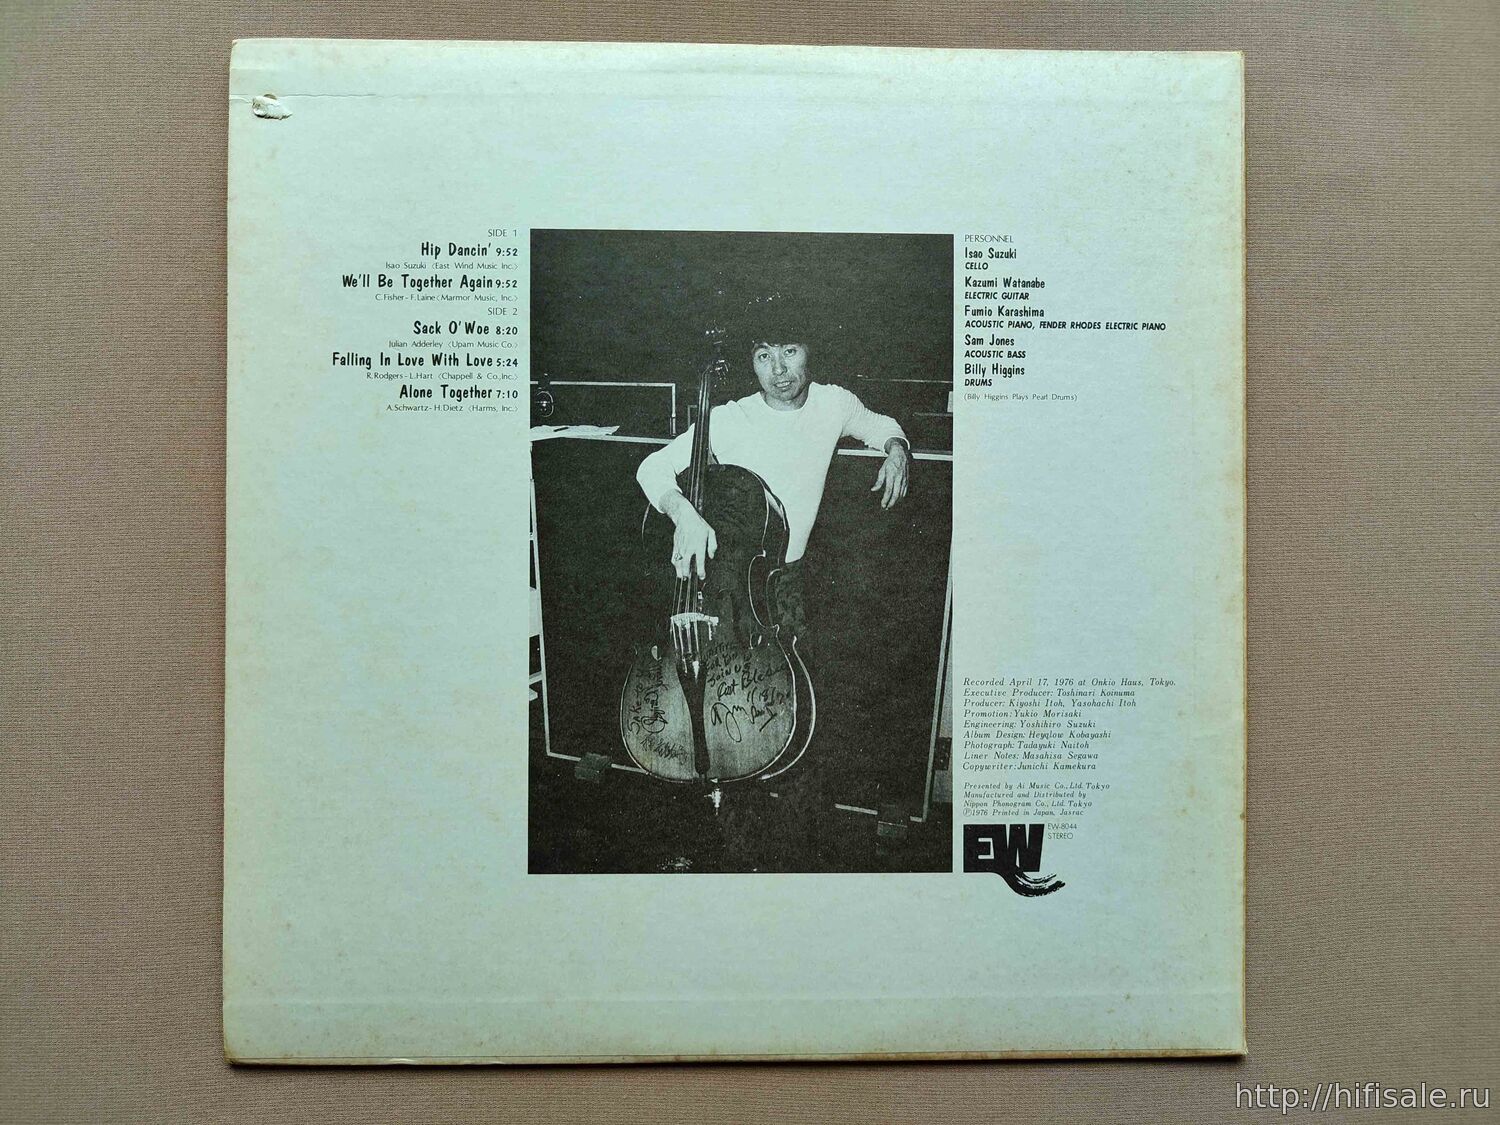 SIDE 1
Hip Dancin' 9:52
Isao Suzuki 〈East Wind Music Inc.〉
We'll Be Together Again 9:52
C.Fisher-F.Laine〈Marmor Music, Inc.〉
SIDE 2
Sack O' Woe 8:20
Julian Adderley 〈Upam Music Co.〉
Falling In Love With Love 5:24
R.Rodgers-L.Hart 〈Chappell & Co.,Inc.〉
Alone Together 7:10
A.Schwartz-H.Dietz 〈Harms, Inc.〉
PERSONNEL
Isao Suzuki
CELLO
Kazumi Watanabe
ELECTRIC GUITAR
Fumio Karashima
ACOUSTIC PIANO, FENDER RHODES ELECTRIC PIANO
Sam Jones
ACOUSTIC BASS
Billy Higgins
DRUMS
(Billy Higgins Plays Pearl Drums)
Recorded April 17, 1976 at Onkio Haus, Tokyo.
Executive Producer: Toshinari Koinuma
Producer: Kiyoshi Itoh, Yasohachi Itoh
Promotion: Yukio Morisaki
Engineering: Yoshihiro Suzuki
Album Design: Heyqlow Kobayashi
Photograph: Tadayuki Naitoh
Liner Notes: Masahisa Segawa
Copywriter: Junichi Kamekura
Presented by Ai Music Co., Ltd. Tokyo
Manufactured and Distributed by
Nippon Phonogram Co., Ltd. Tokyo
Ⓟ1976 Printed in Japan, Jasrac
EW
EW-8044
STEREO
http://hifisale.ru